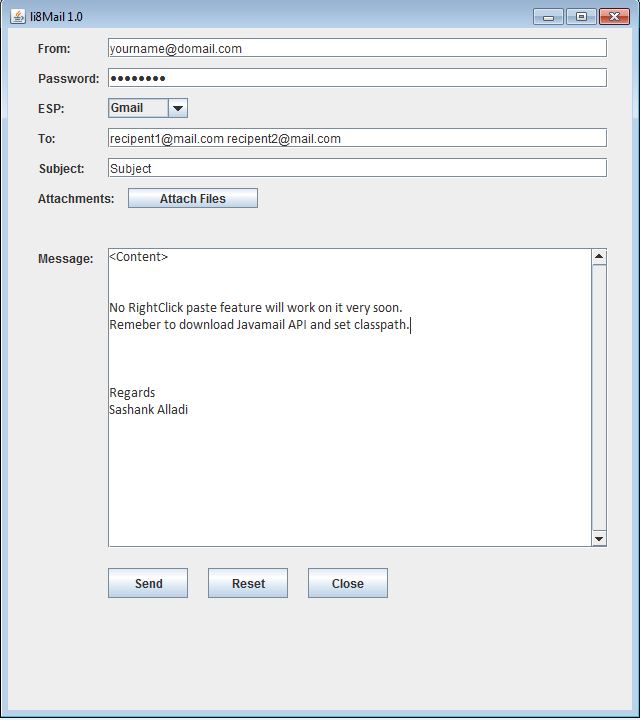 li8Mail 1.0
From: yourname@domail.com
Password: ●●●●●●●●
ESP: Gmail
To: recipent1@mail.com recipent2@mail.com
Subject: Subject
Attachments: Attach Files
Message: <Content>
No RightClick paste feature will work on it very soon.
Remeber to download Javamail API and set classpath.
Regards
Sashank Alladi
Send Reset Close